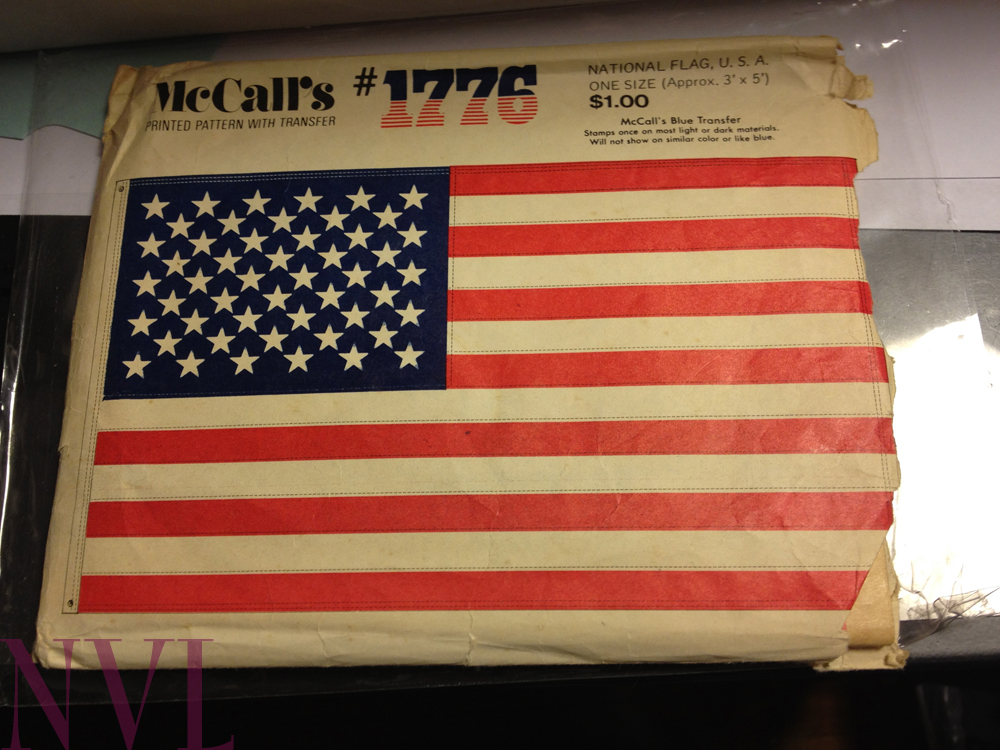 McCall's #1776
PRINTED PATTERN WITH TRANSFER
NATIONAL FLAG, U. S. A.
ONE SIZE (Approx. 3' x 5')
$1.00
McCall's Blue Transfer
Stamps once on most light or dark materials.
Will not show on similar color or like blue.
NVL